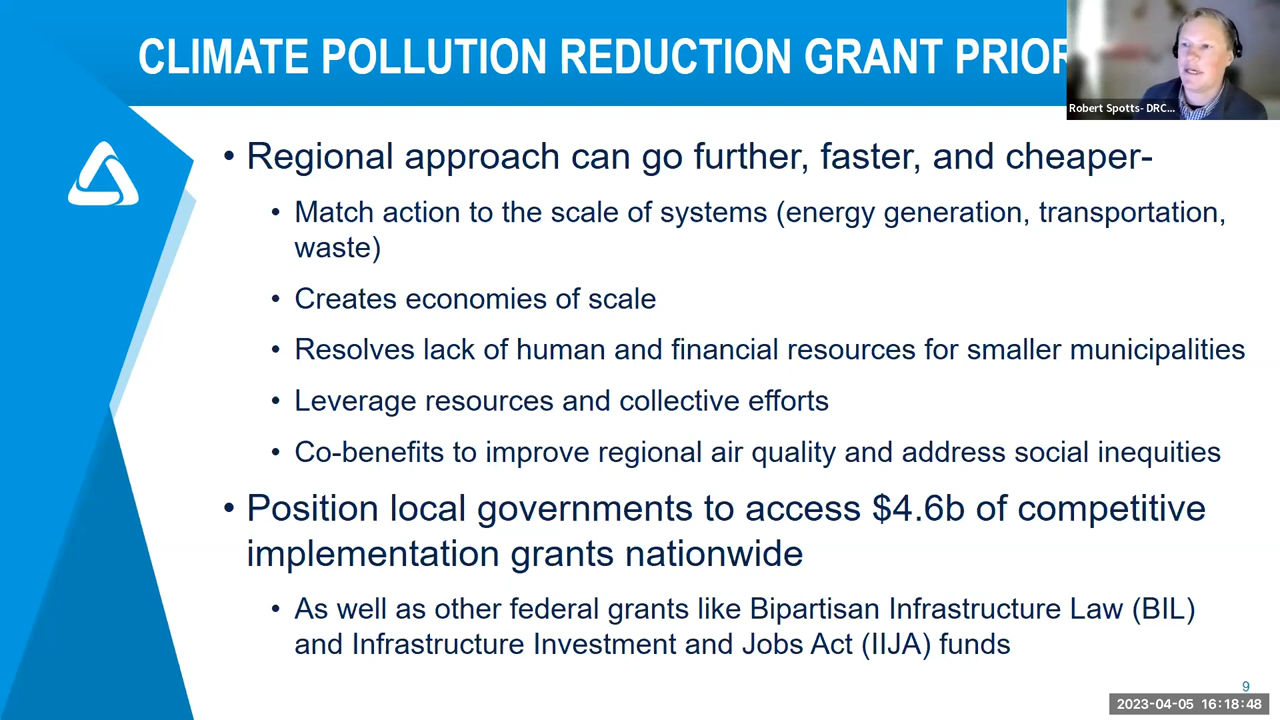 CLIMATE POLLUTION REDUCTION GRANT PRIOR
Robert Spotts- DRC...
• Regional approach can go further, faster, and cheaper-
• Match action to the scale of systems (energy generation, transportation,
waste)
• Creates economies of scale
• Resolves lack of human and financial resources for smaller municipalities
• Leverage resources and collective efforts
• Co-benefits to improve regional air quality and address social inequities
• Position local governments to access $4.6b of competitive
implementation grants nationwide
• As well as other federal grants like Bipartisan Infrastructure Law (BIL)
and Infrastructure Investment and Jobs Act (IIJA) funds
9
2023-04-05 16:18:48